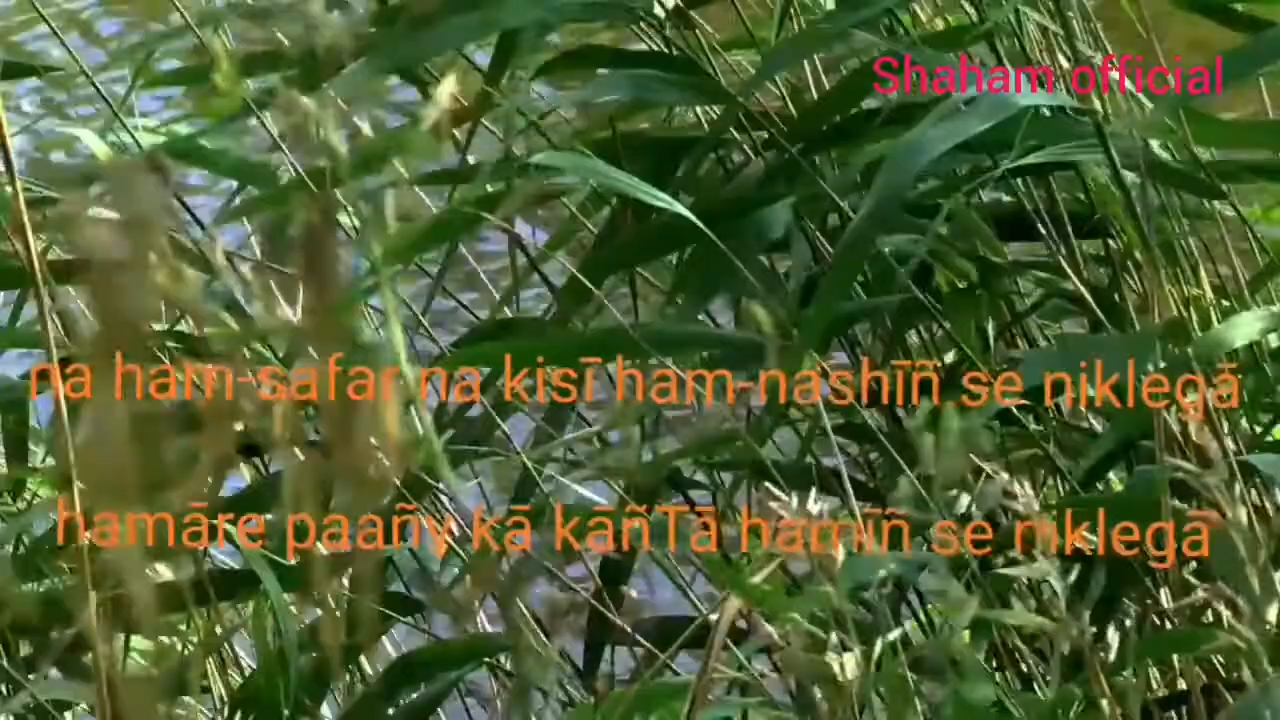 Shaham official
na ham-safar na kisī ham-nashīñ se niklegā
hamāre paañv kā kāñTā hamīñ se niklegā